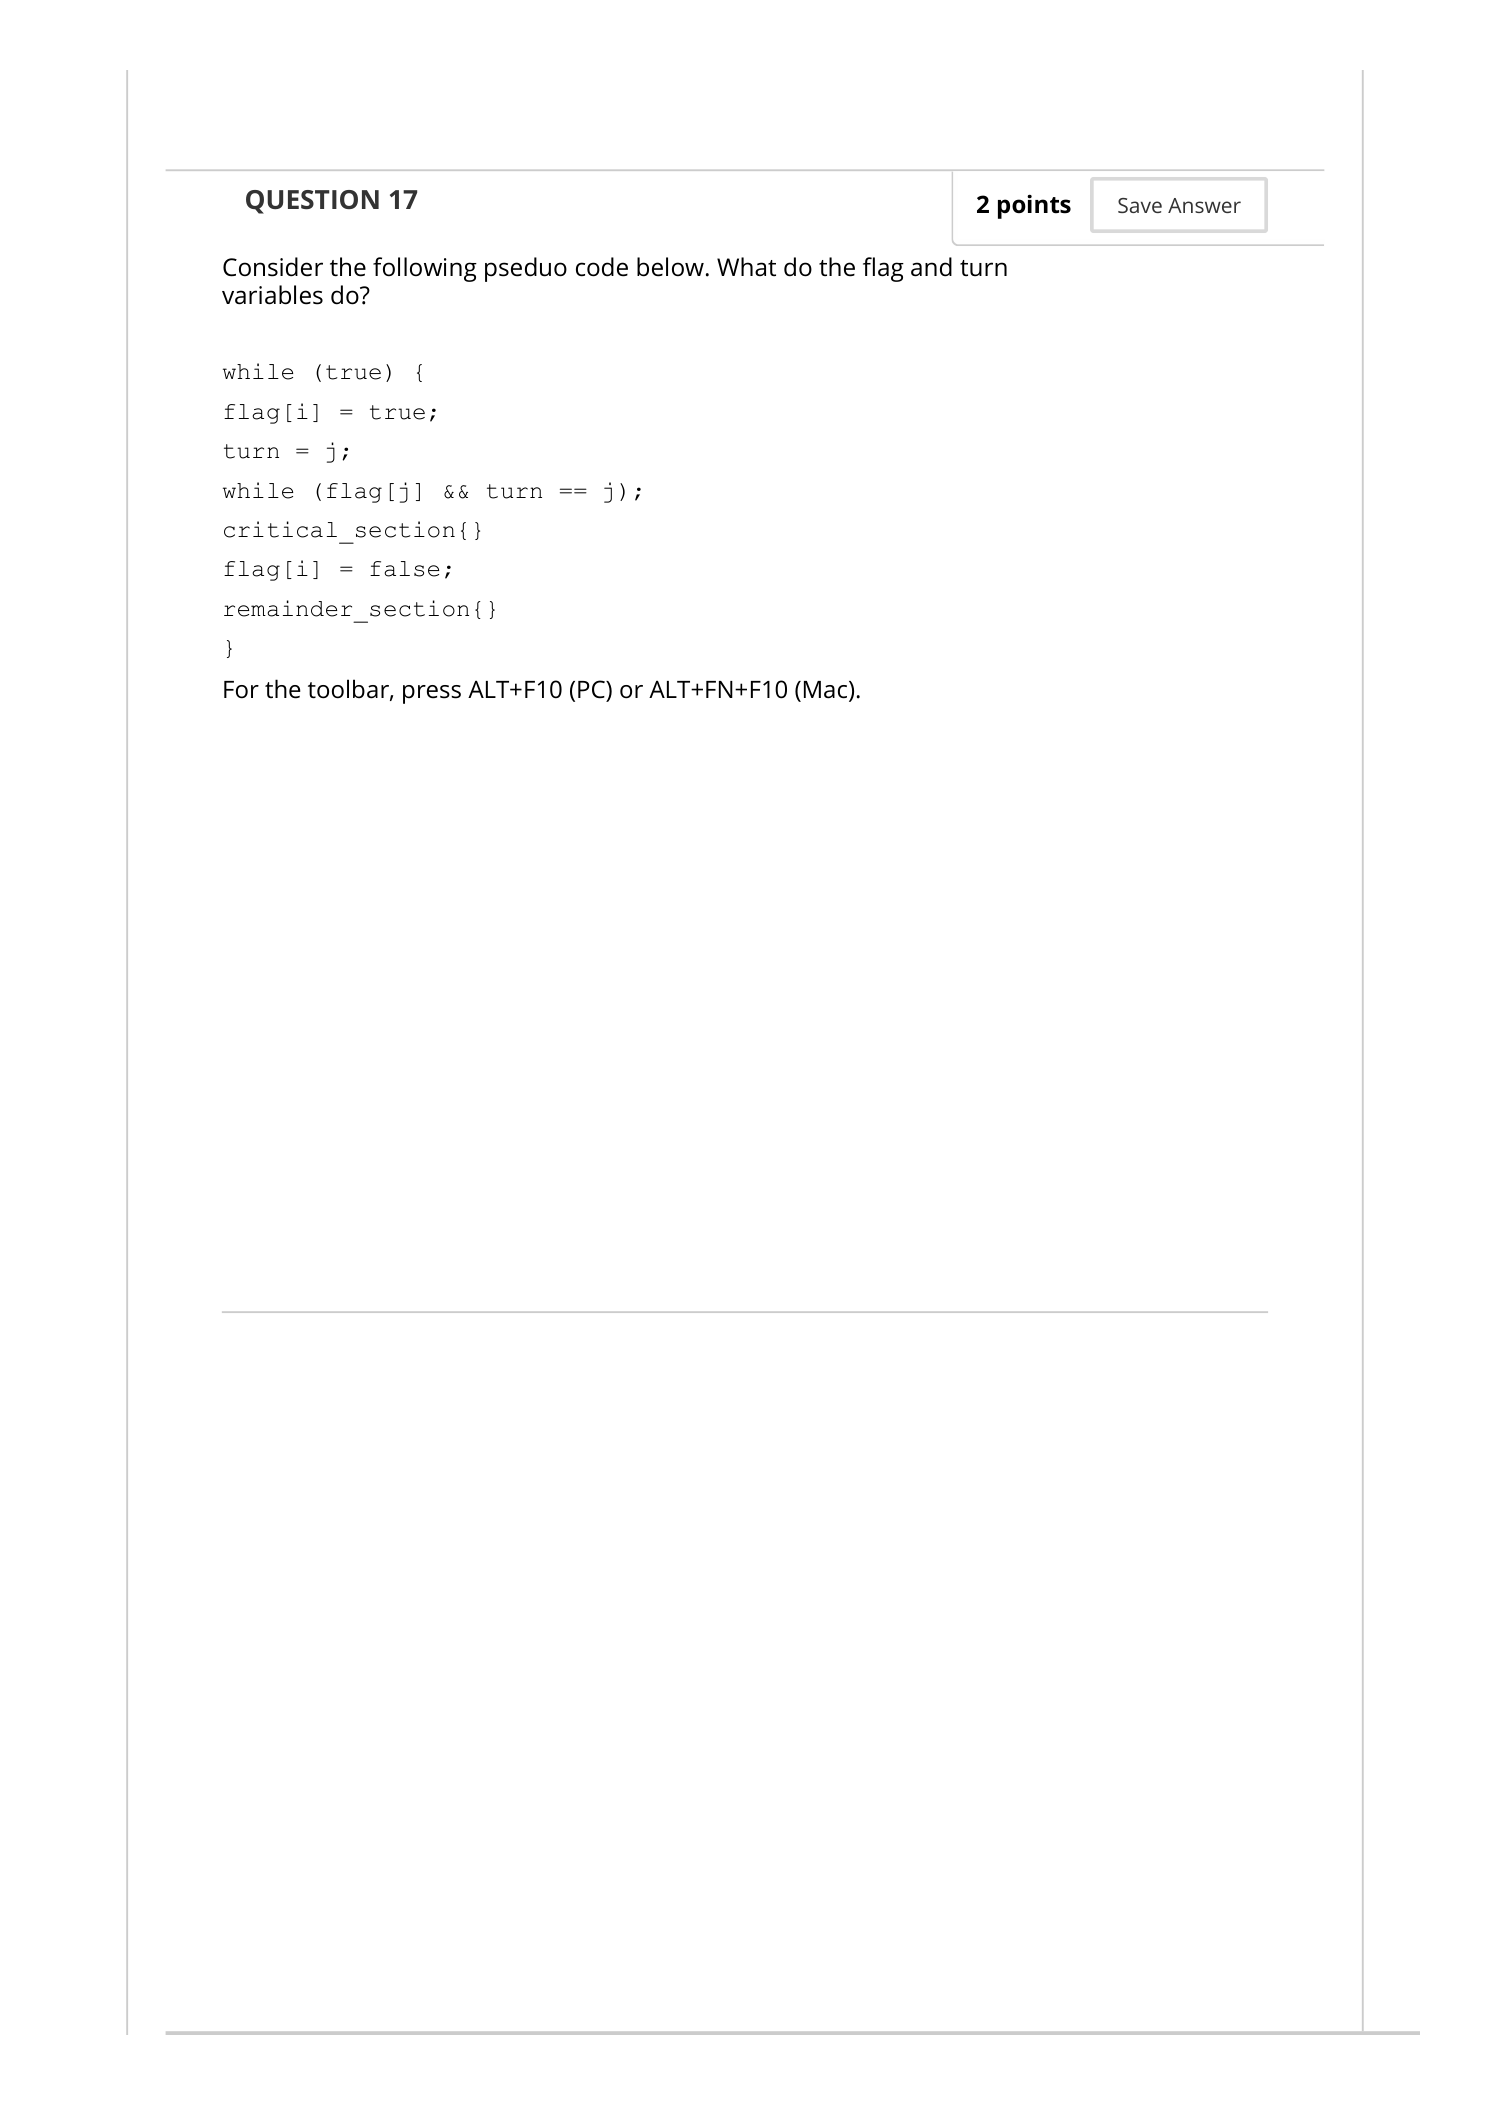 QUESTION 17
2 points
Save Answer
Consider the following pseduo code below. What do the flag and turn
variables do?
while (true) {
flag[i] = true;
turn = j;
while (flag[j] && turn == j);
critical_section{}
flag[i] = false;
remainder_section{}
}
For the toolbar, press ALT+F10 (PC) or ALT+FN+F10 (Mac).